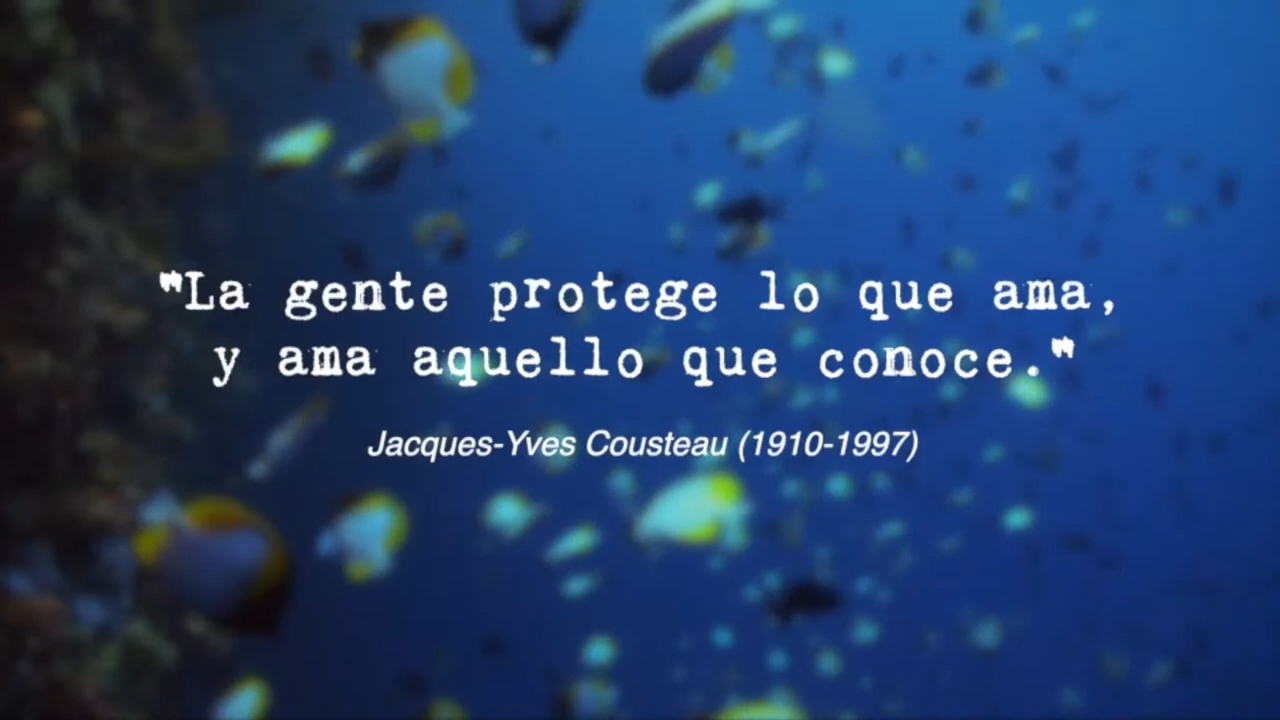 "La gente protege lo que ama,
y ama aquello que conoce."
Jacques-Yves Cousteau (1910-1997)